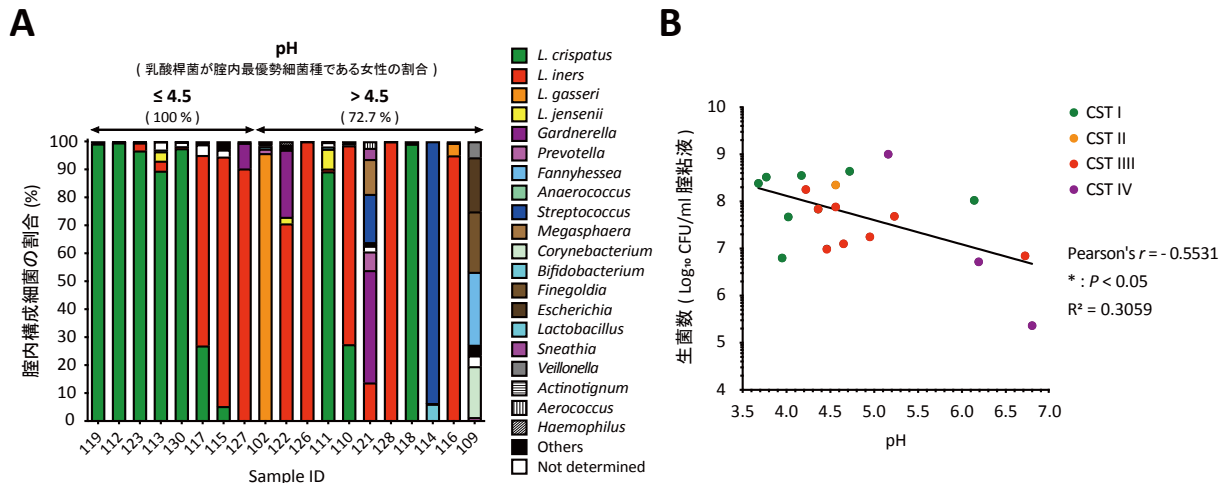 A
pH
( 乳酸桿菌が腟内最優勢細菌種である女性の割合 )
≤ 4.5
> 4.5
( 100 % )
( 72.7 % )
腟内構成細菌の割合 (%)
100
90
80
70
60
50
40
30
20
10
0
119
112
123
113
130
117
115
127
102
122
126
111
110
121
128
118
114
116
109
Sample ID
L. crispatus
L. iners
L. gasseri
L. jensenii
Gardnerella
Prevotella
Fannyhessea
Anaerococcus
Streptococcus
Megasphaera
Corynebacterium
Bifidobacterium
Finegoldia
Escherichia
Lactobacillus
Sneathia
Veillonella
Actinotignum
Aerococcus
Haemophilus
Others
Not determined
B
生菌数 ( Log₁₀ CFU/ml 腟粘液)
10
9
8
7
6
5
4
3.5
4.0
4.5
5.0
5.5
6.0
6.5
7.0
pH
CST I
CST II
CST IIII
CST IV
Pearson's r = - 0.5531
* : P < 0.05
R² = 0.3059